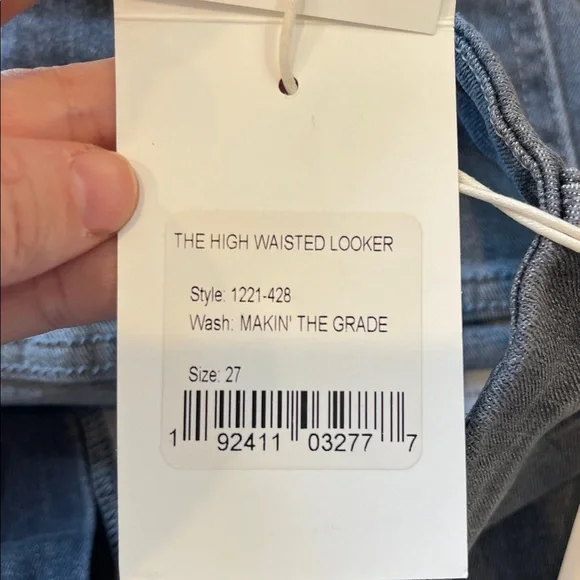 THE HIGH WAISTED LOOKER
Style: 1221-428
Wash: MAKIN' THE GRADE
Size: 27
1 92411 03277 7